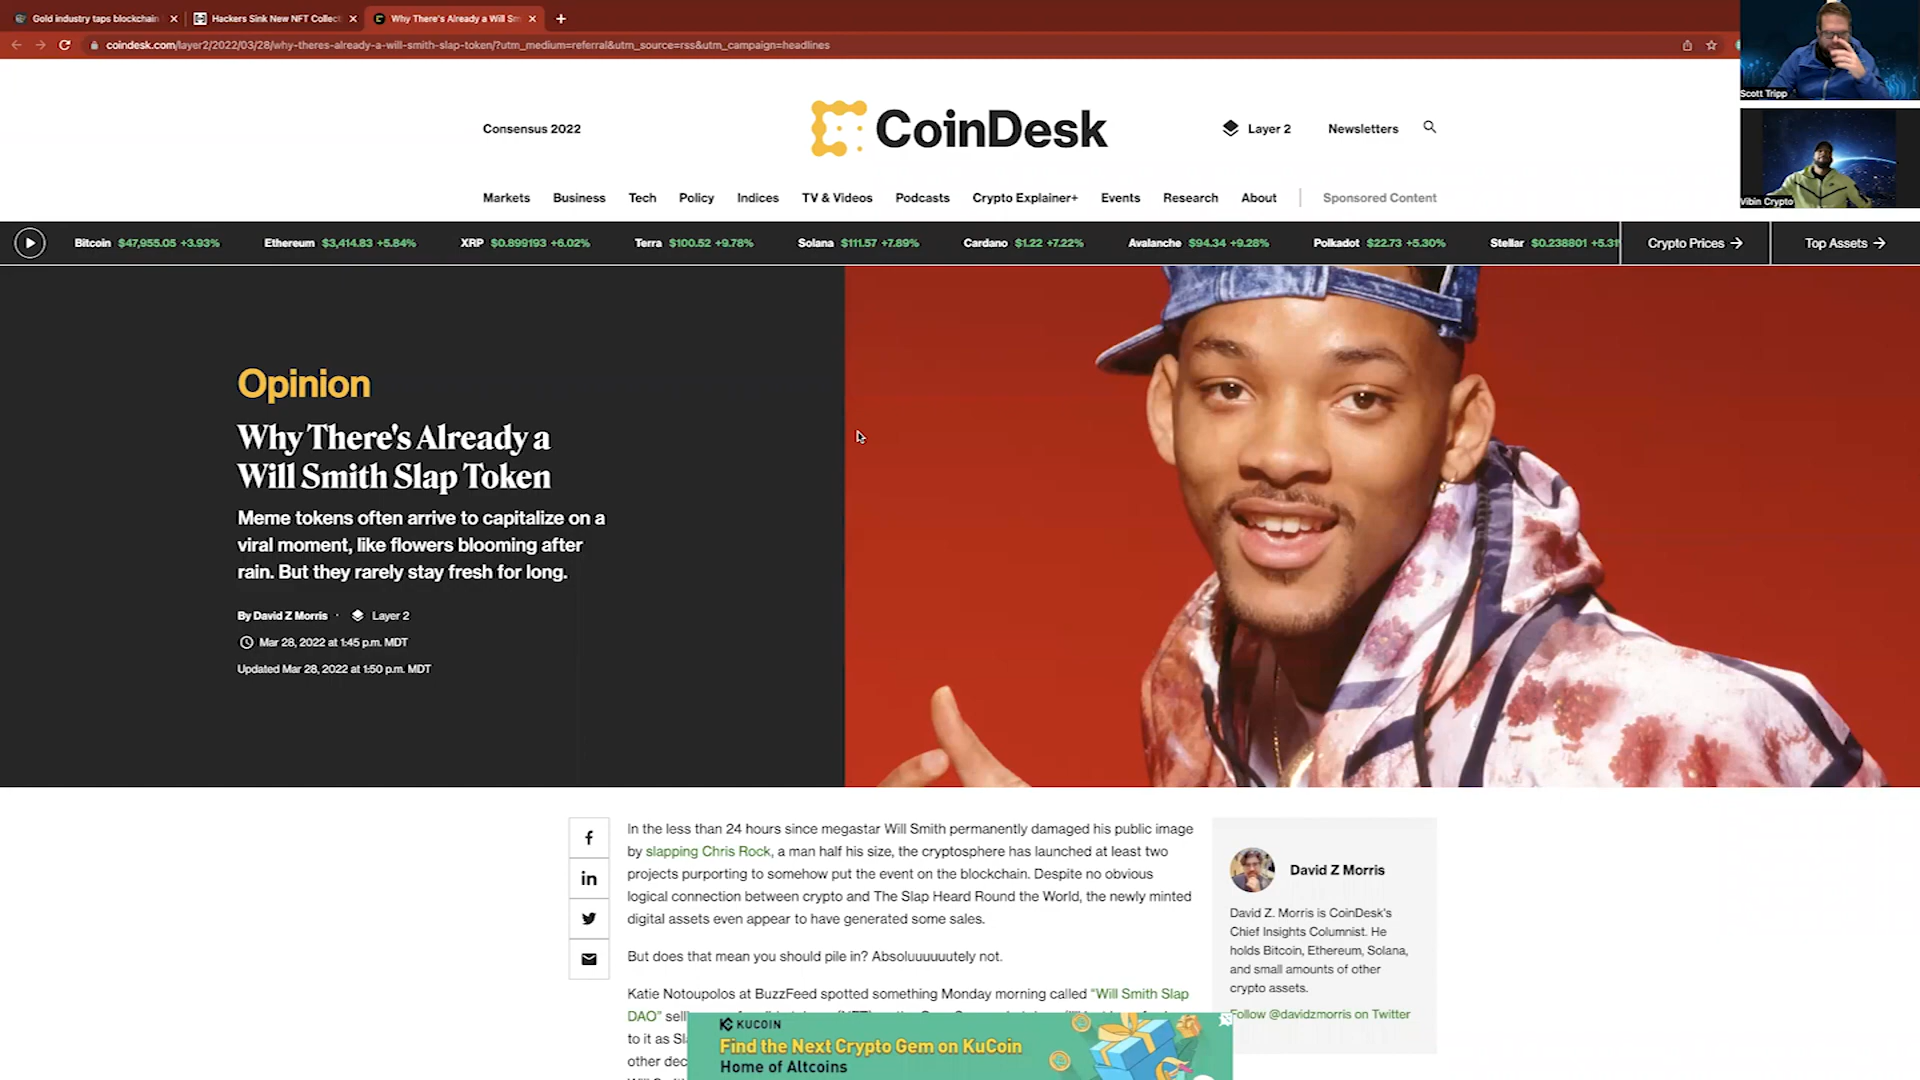 Gold industry taps blockchain
Hackers Sink New NFT Collect
Why There's Already a Will Sm
coindesk.com/layer2/2022/03/28/why-theres-already-a-will-smith-slap-token/?utm_medium=referral&utm_source=rss&utm_campaign=headlines
Scott Tripp
Vibin Crypto
Consensus 2022
CoinDesk
Layer 2
Newsletters
Markets Business Tech Policy Indices TV & Videos Podcasts Crypto Explainer+ Events Research About Sponsored Content
Bitcoin $47,955.05 +3.93% Ethereum $3,414.83 +5.84% XRP $0.899193 +6.02% Terra $100.52 +9.78% Solana $111.57 +7.89% Cardano $1.22 +7.22% Avalanche $94.34 +9.28% Polkadot $22.73 +5.30% Stellar $0.238801 +5.31 Crypto Prices → Top Assets →
Opinion
Why There's Already a
Will Smith Slap Token
Meme tokens often arrive to capitalize on a
viral moment, like flowers blooming after
rain. But they rarely stay fresh for long.
By David Z Morris · Layer 2
Mar 28, 2022 at 1:45 p.m. MDT
Updated Mar 28, 2022 at 1:50 p.m. MDT
In the less than 24 hours since megastar Will Smith permanently damaged his public image
by slapping Chris Rock, a man half his size, the cryptosphere has launched at least two
projects purporting to somehow put the event on the blockchain. Despite no obvious
logical connection between crypto and The Slap Heard Round the World, the newly minted
digital assets even appear to have generated some sales.
But does that mean you should pile in? Absoluuuuuutely not.
Katie Notoupolos at BuzzFeed spotted something Monday morning called “Will Smith Slap
DAO” sell
to it as Sl
other dec
David Z Morris
David Z. Morris is CoinDesk's
Chief Insights Columnist. He
holds Bitcoin, Ethereum, Solana,
and small amounts of other
crypto assets.
Follow @davidzmorris on Twitter
KUCOIN
Find the Next Crypto Gem on KuCoin
Home of Altcoins